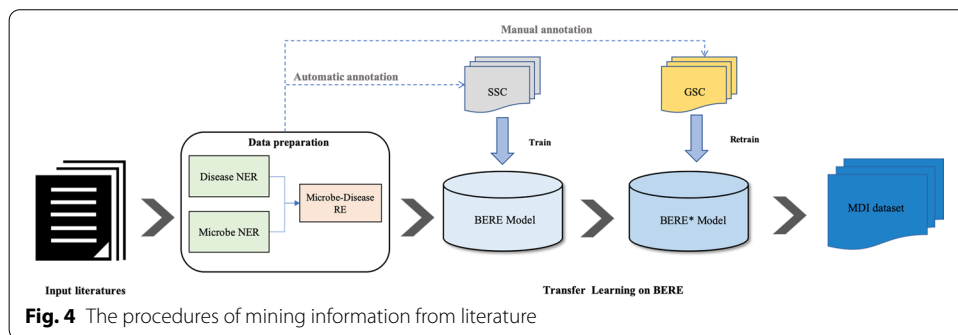 Manual annotation
Automatic annotation
SSC
GSC
Data preparation
Train
Retrain
Disease NER
Microbe-Disease
RE
Microbe NER
BERE Model
BERE* Model
MDI dataset
Input literatures
Transfer Learning on BERE
Fig. 4 The procedures of mining information from literature